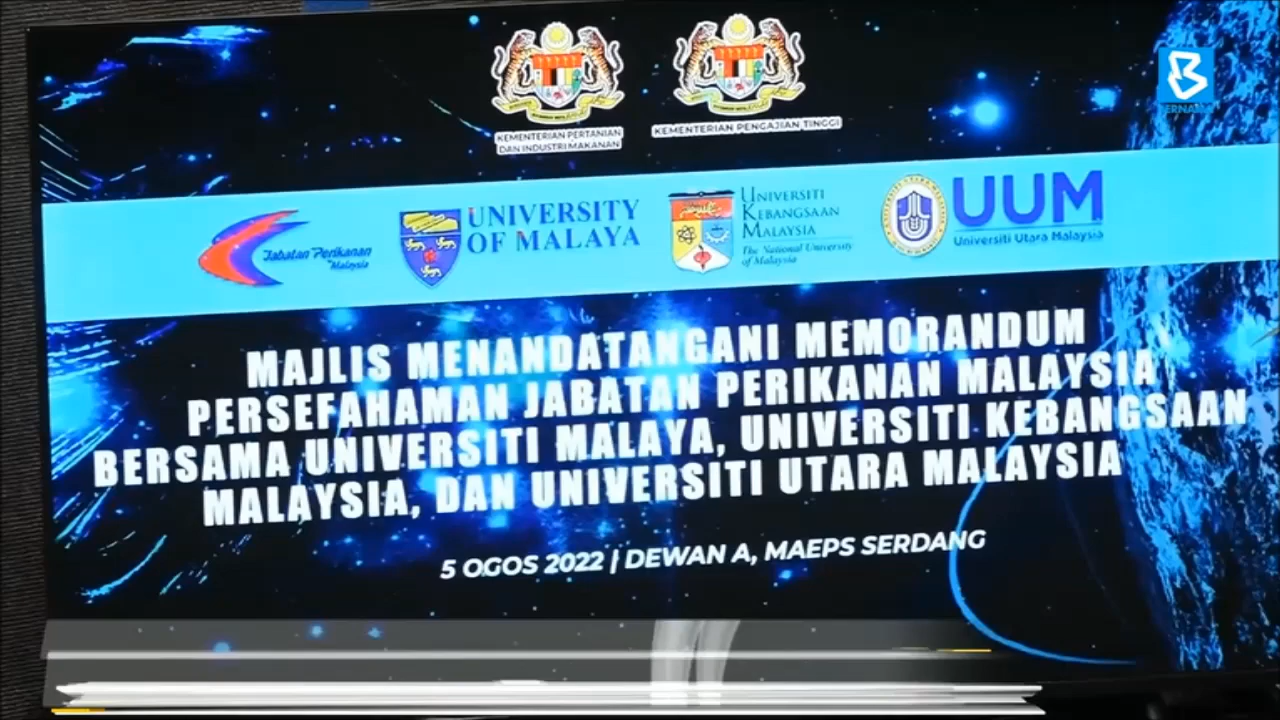 BERNAMA
KEMENTERIAN PERTANIAN
DAN INDUSTRI MAKANAN
KEMENTERIAN PENGAJIAN TINGGI
Jabatan Perikanan
Malaysia
UNIVERSITY
OF MALAYA
UNIVERSITI
KEBANGSAAN
MALAYSIA
The National University
of Malaysia
UUM
Universiti Utara Malaysia
MAJLIS MENANDATANGANI MEMORANDUM
PERSEFAHAMAN JABATAN PERIKANAN MALAYSIA
BERSAMA UNIVERSITI MALAYA, UNIVERSITI KEBANGSAAN
MALAYSIA, DAN UNIVERSITI UTARA MALAYSIA
5 OGOS 2022 | DEWAN A, MAEPS SERDANG